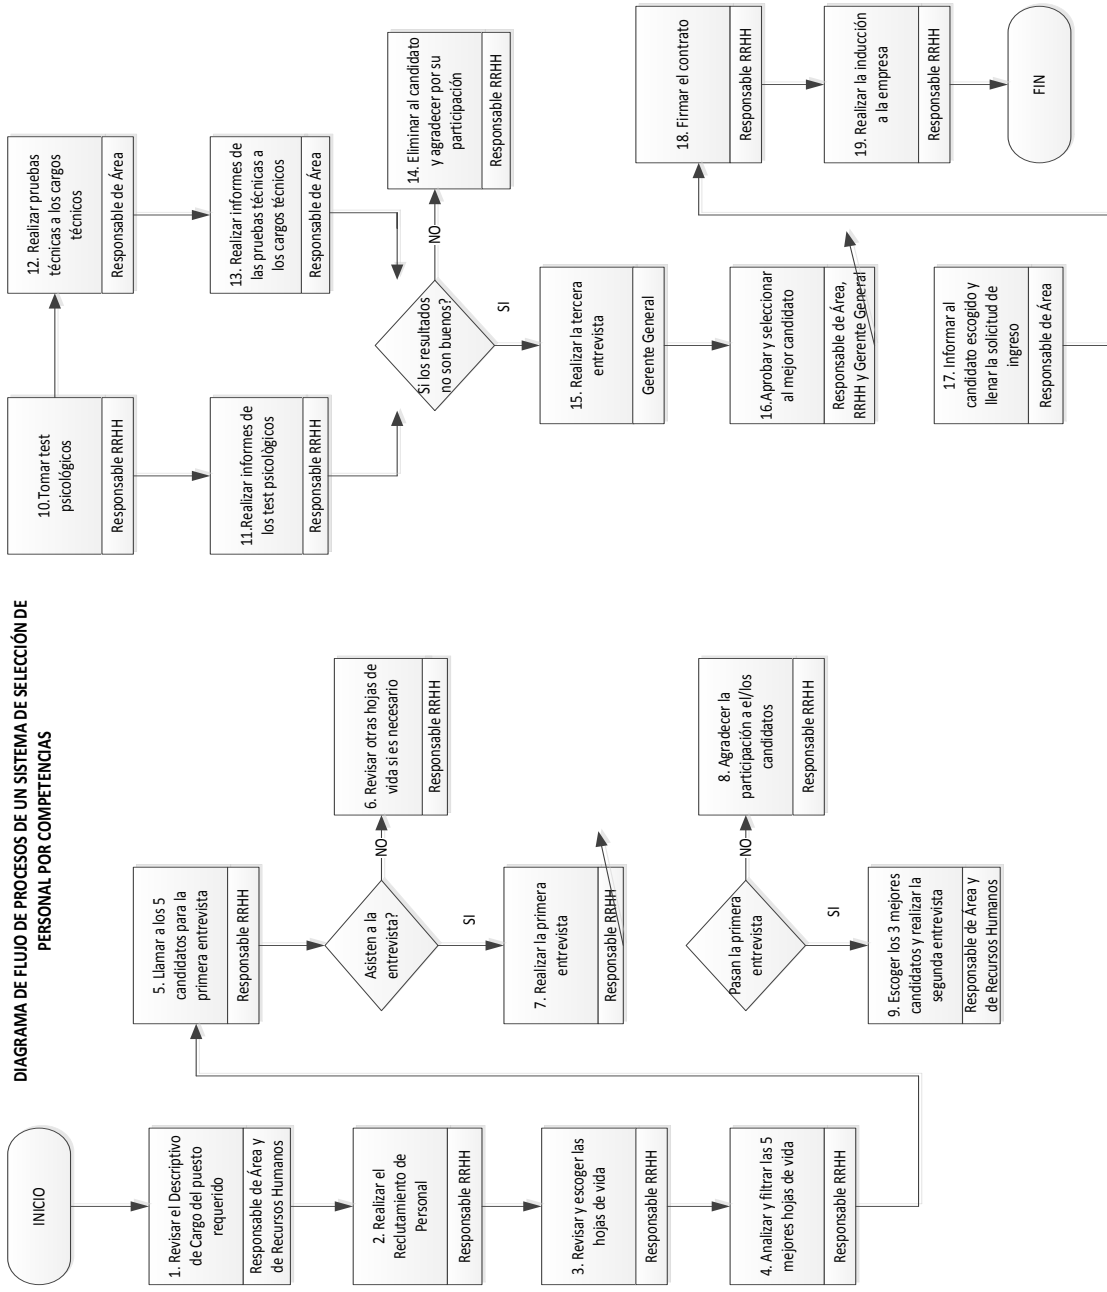 DIAGRAMA DE FLUJO DE PROCESOS DE UN SISTEMA DE SELECCIÓN DE
PERSONAL POR COMPETENCIAS
INICIO
1. Revisar el Descriptivo
de Cargo del puesto
requerido
Responsable de Área y
de Recursos Humanos
2. Realizar el
Reclutamiento de
Personal
Responsable RRHH
3. Revisar y escoger las
hojas de vida
Responsable RRHH
4. Analizar y filtrar las 5
mejores hojas de vida
Responsable RRHH
5. Llamar a los 5
candidatos para la
primera entrevista
Responsable RRHH
Asisten a la
entrevista?
NO
6. Revisar otras hojas de
vida si es necesario
Responsable RRHH
SI
7. Realizar la primera
entrevista
Responsable RRHH
Pasan la primera
entrevista
NO
8. Agradecer la
participación a el/los
candidatos
Responsable RRHH
SI
9. Escoger los 3 mejores
candidatos y realizar la
segunda entrevista
Responsable de Área y
de Recursos Humanos
10.Tomar test
psicológicos
Responsable RRHH
11.Realizar informes de
los test psicològicos
Responsable RRHH
12. Realizar pruebas
técnicas a los cargos
técnicos
Responsable de Área
13. Realizar informes de
las pruebas técnicas a
los cargos técnicos
Responsable de Área
Si los resultados
no son buenos?
NO
14. Eliminar al candidato
y agradecer por su
participación
Responsable RRHH
SI
15. Realizar la tercera
entrevista
Gerente General
16.Aprobar y seleccionar
al mejor candidato
Responsable de Área,
RRHH y Gerente General
17. Informar al
candidato escogido y
llenar la solicitud de
ingreso
Responsable de Área
18. Firmar el contrato
Responsable RRHH
19. Realizar la inducción
a la empresa
Responsable RRHH
FIN